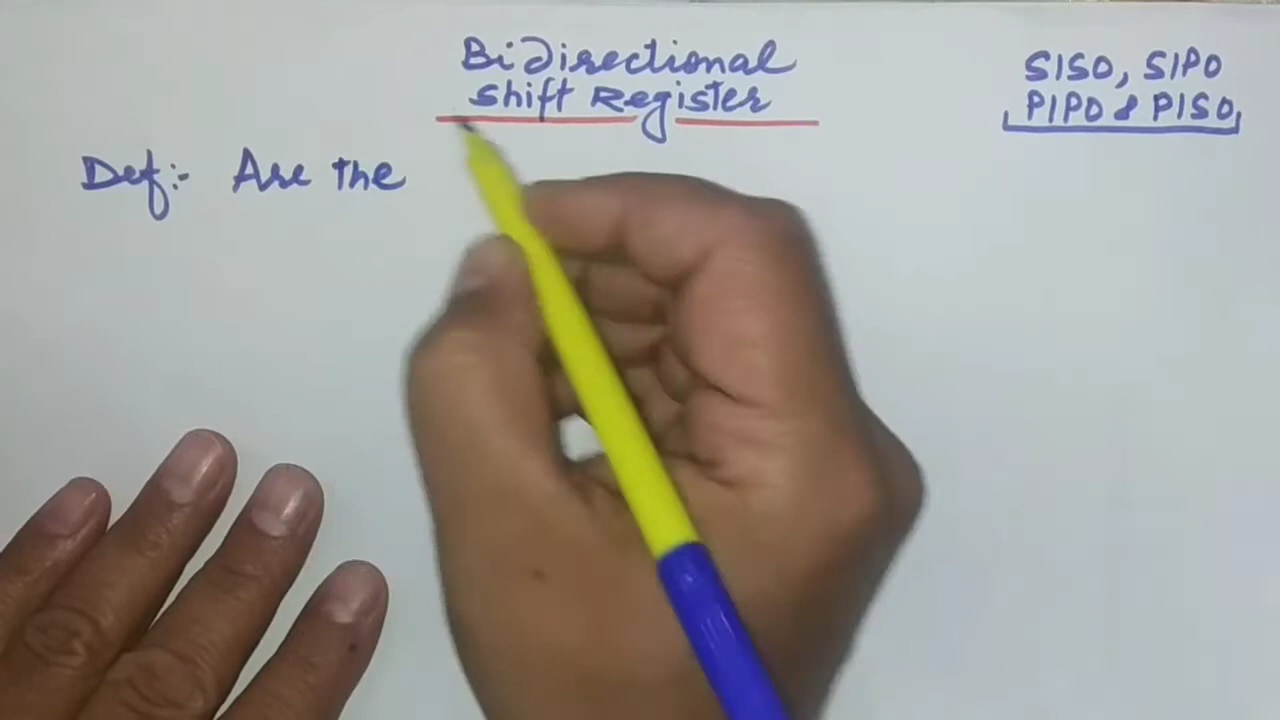 Bidirectional
Shift Register
SISO, SIPO
PIPO & PISO,
Def:- Are the